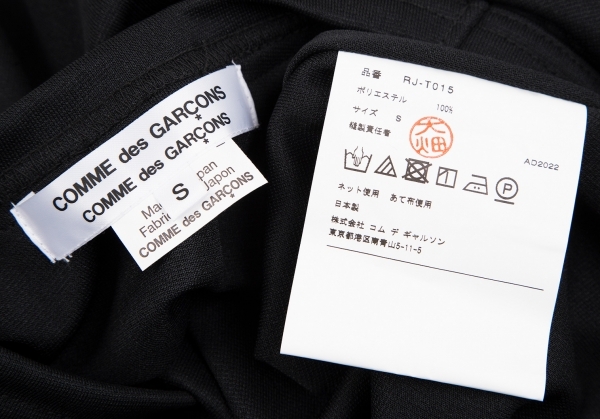 COMME des GARÇONS
COMME des GARÇONS
S
pan
Fabri
Japon
COMME des GARÇONS
品番 RJ-T015
ポリエステル 100%
サイズ S
縫製責任者
大畑
AD2022
P
ネット使用 あて布使用
日本製
株式会社 コム デ ギャルソン
東京都港区南青山5-11-5